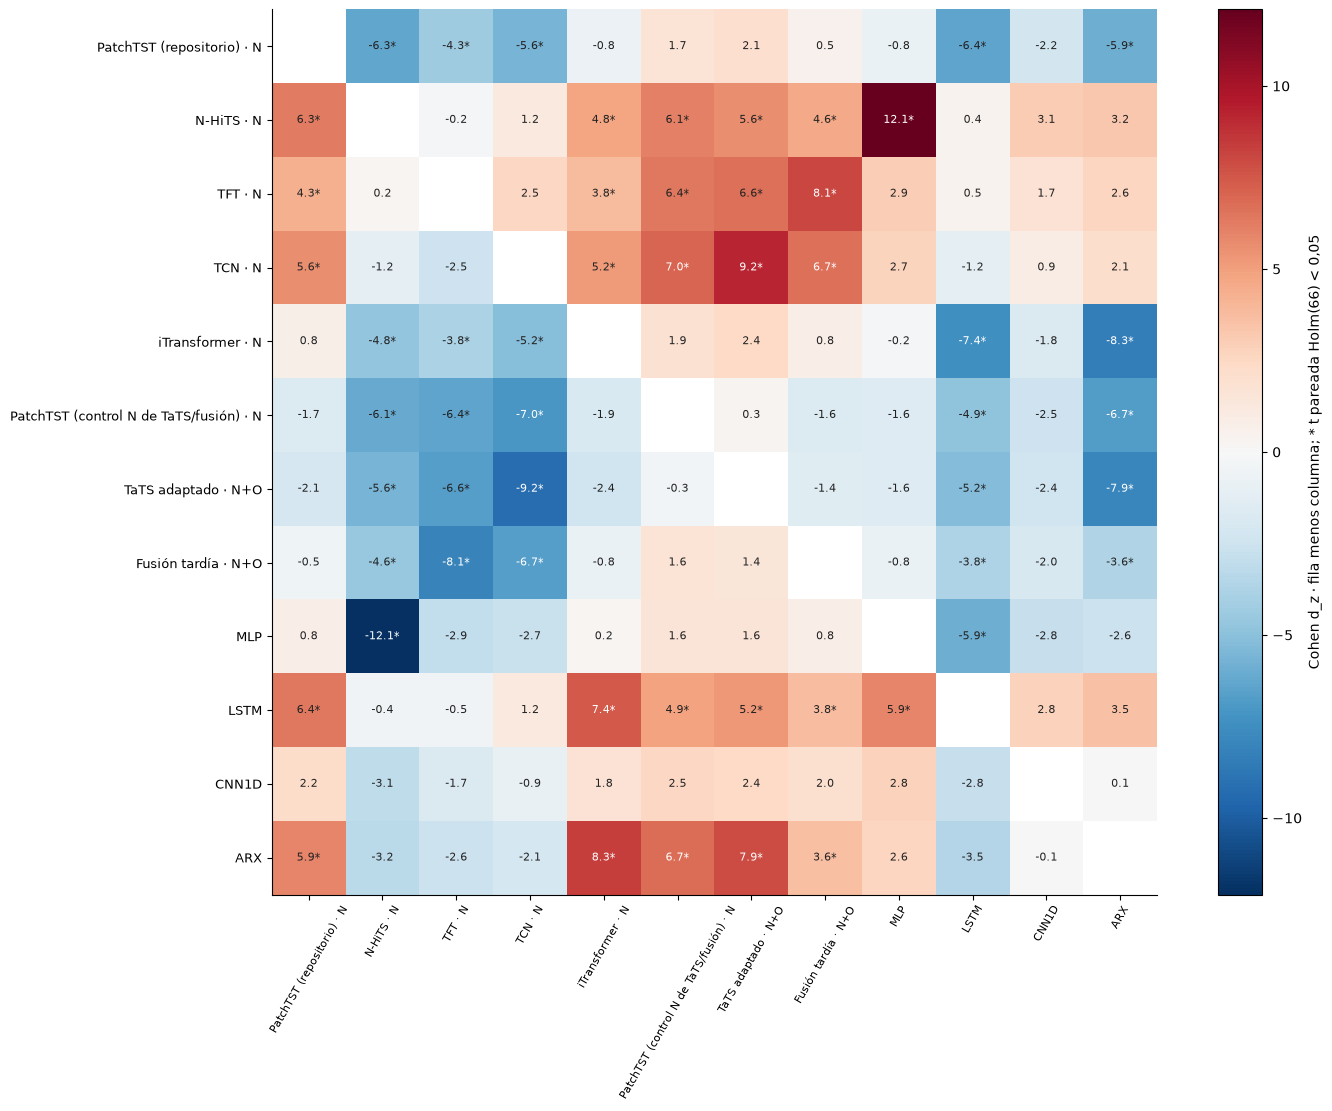 PatchTST (repositorio) · N -6.3* -4.3* -5.6* -0.8 1.7 2.1 0.5 -0.8 -6.4* -2.2 -5.9*
N-HiTS · N 6.3* -0.2 1.2 4.8* 6.1* 5.6* 4.6* 12.1* 0.4 3.1 3.2
TFT · N 4.3* 0.2 2.5 3.8* 6.4* 6.6* 8.1* 2.9 0.5 1.7 2.6
TCN · N 5.6* -1.2 -2.5 5.2* 7.0* 9.2* 6.7* 2.7 -1.2 0.9 2.1
iTransformer · N 0.8 -4.8* -3.8* -5.2* 1.9 2.4 0.8 -0.2 -7.4* -1.8 -8.3*
PatchTST (control N de TaTS/fusión) · N -1.7 -6.1* -6.4* -7.0* -1.9 0.3 -1.6 -1.6 -4.9* -2.5 -6.7*
TaTS adaptado · N+O -2.1 -5.6* -6.6* -9.2* -2.4 -0.3 -1.4 -1.6 -5.2* -2.4 -7.9*
Fusión tardía · N+O -0.5 -4.6* -8.1* -6.7* -0.8 1.6 1.4 -0.8 -3.8* -2.0 -3.6*
MLP 0.8 -12.1* -2.9 -2.7 0.2 1.6 1.6 0.8 -5.9* -2.8 -2.6
LSTM 6.4* -0.4 -0.5 1.2 7.4* 4.9* 5.2* 3.8* 5.9* 2.8 3.5
CNN1D 2.2 -3.1 -1.7 -0.9 1.8 2.5 2.4 2.0 2.8 -2.8 0.1
ARX 5.9* -3.2 -2.6 -2.1 8.3* 6.7* 7.9* 3.6* 2.6 -3.5 -0.1
PatchTST (repositorio) · N
N-HiTS · N
TFT · N
TCN · N
iTransformer · N
PatchTST (control N de TaTS/fusión) · N
TaTS adaptado · N+O
Fusión tardía · N+O
MLP
LSTM
CNN1D
ARX
10
5
0
−5
−10
Cohen d_z · fila menos columna; * t pareada Holm(66) < 0,05